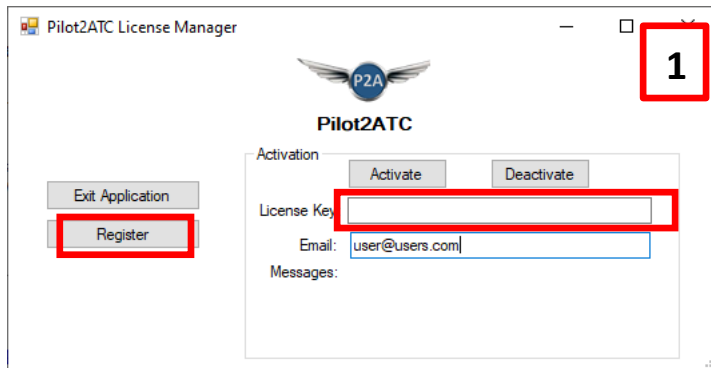 Pilot2ATC License Manager
1
P2A
Pilot2ATC
Activation
Activate Deactivate
Exit Application
License Key
Register
Email: user@users.com
Messages: